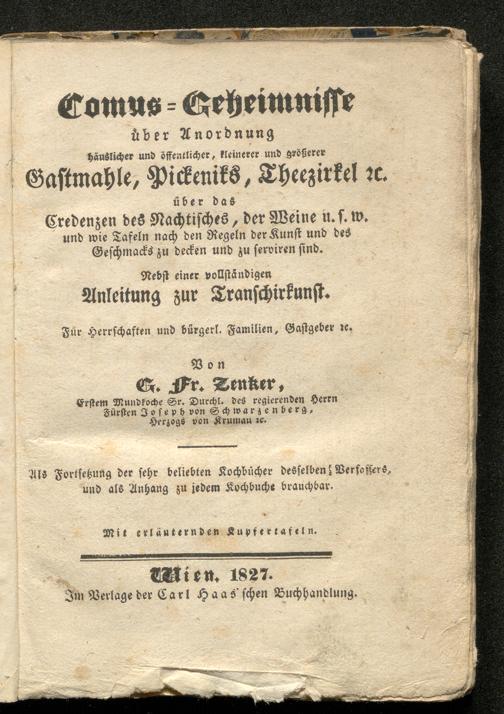 Comus-Geheimnisse
über Anordnung
häuslicher und öffentlicher, kleinerer und größerer
Gastmahle, Pickeniks, Theezirkel ꝛc.
über das
Credenzen des Nachtisches, der Weine u. s. w.
und wie Tafeln nach den Regeln der Kunst und des
Geschmacks zu decken und zu serviren sind.
Nebst einer vollständigen
Anleitung zur Transchirkunst.
Für Herrschaften und bürgerl. Familien, Gastgeber ꝛc.
Von
G. Fr. Zenker,
Erstem Mundkoche Sr. Durchl. des regierenden Herrn
Fürsten Joseph von Schwarzenberg,
Herzogs von Krumau ꝛc.
Als Fortsetzung der sehr beliebten Kochbücher desselben Verfassers,
und als Anhang zu jedem Kochbuche brauchbar.
Mit erläuternden Kupfertafeln.
Wien, 1827.
Im Verlage der Carl Haas'schen Buchhandlung.